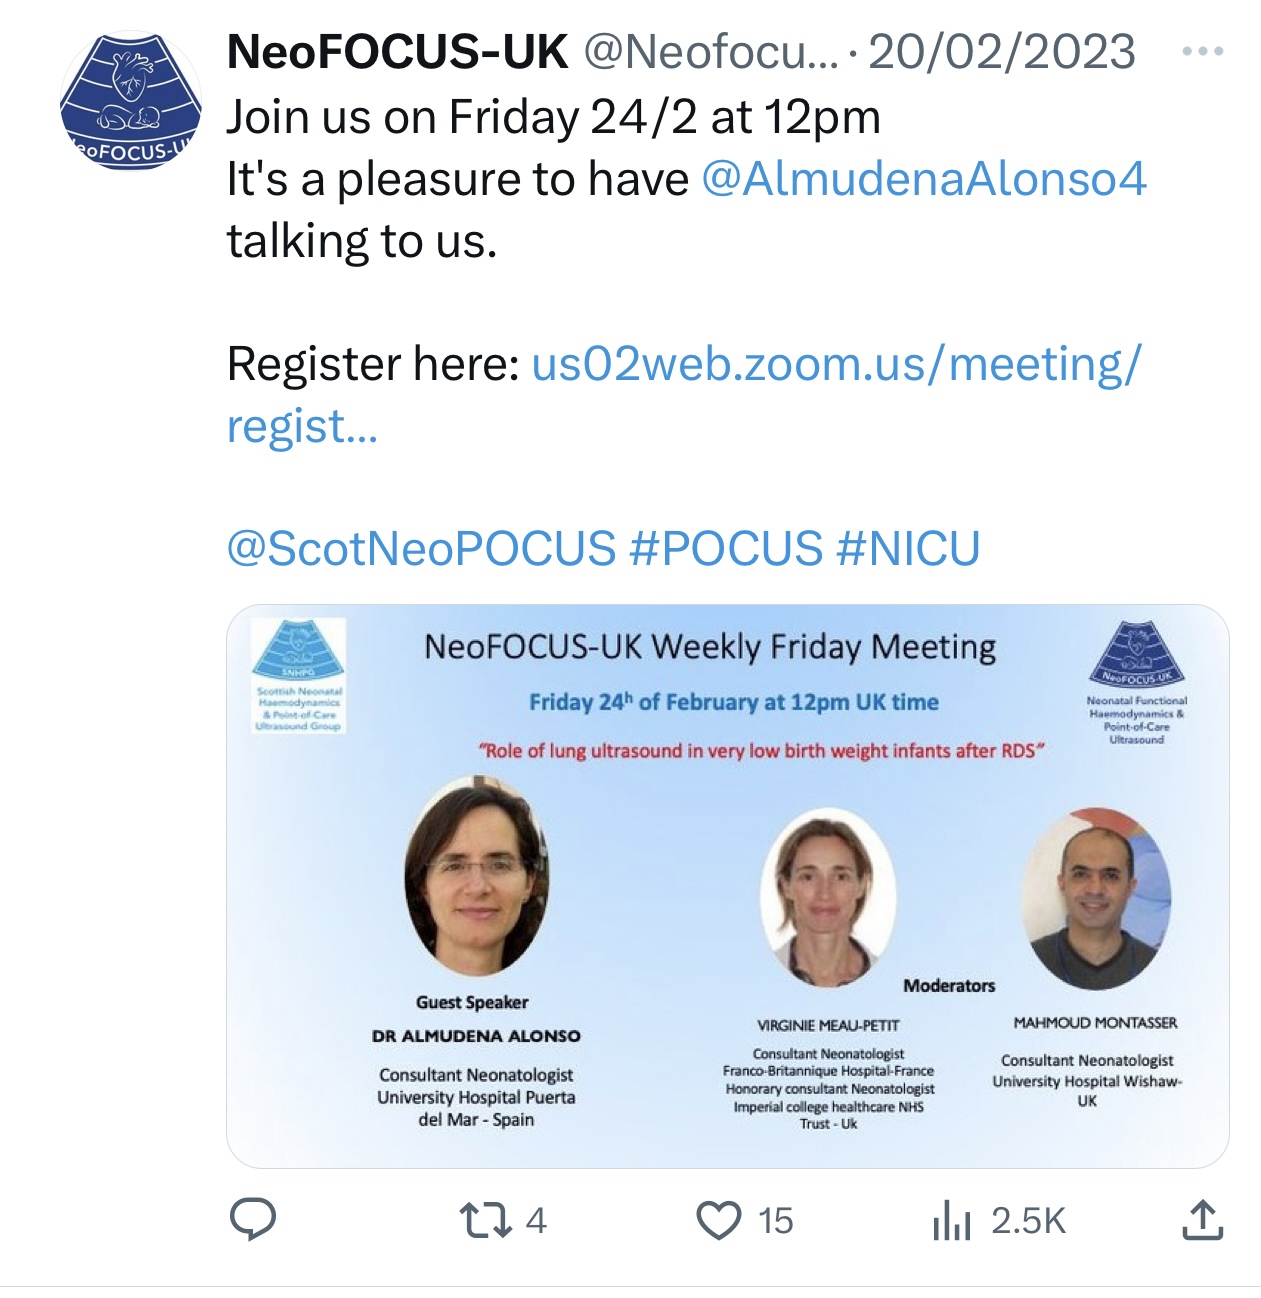 NeoFOCUS-UK @Neofocu... · 20/02/2023
Join us on Friday 24/2 at 12pm
It's a pleasure to have @AlmudenaAlonso4
talking to us.
Register here: us02web.zoom.us/meeting/
regist...
@ScotNeoPOCUS #POCUS #NICU
eoFOCUS-U
SNHPG
Scottish Neonatal
Haemodynamics
& Point-of-Care
Ultrasound Group
NeoFOCUS-UK Weekly Friday Meeting
Friday 24h of February at 12pm UK time
"Role of lung ultrasound in very low birth weight infants after RDS"
NeoFOCUS-UK
Neonatal Functional
Haemodynamics &
Point-of-Care
Ultrasound
Guest Speaker
DR ALMUDENA ALONSO
Consultant Neonatologist
University Hospital Puerta
del Mar - Spain
Moderators
VIRGINIE MEAU-PETIT
Consultant Neonatologist
Franco-Britannique Hospital-France
Honorary consultant Neonatologist
Imperial college healthcare NHS
Trust - Uk
MAHMOUD MONTASSER
Consultant Neonatologist
University Hospital Wishaw-
UK
4 15 2.5K